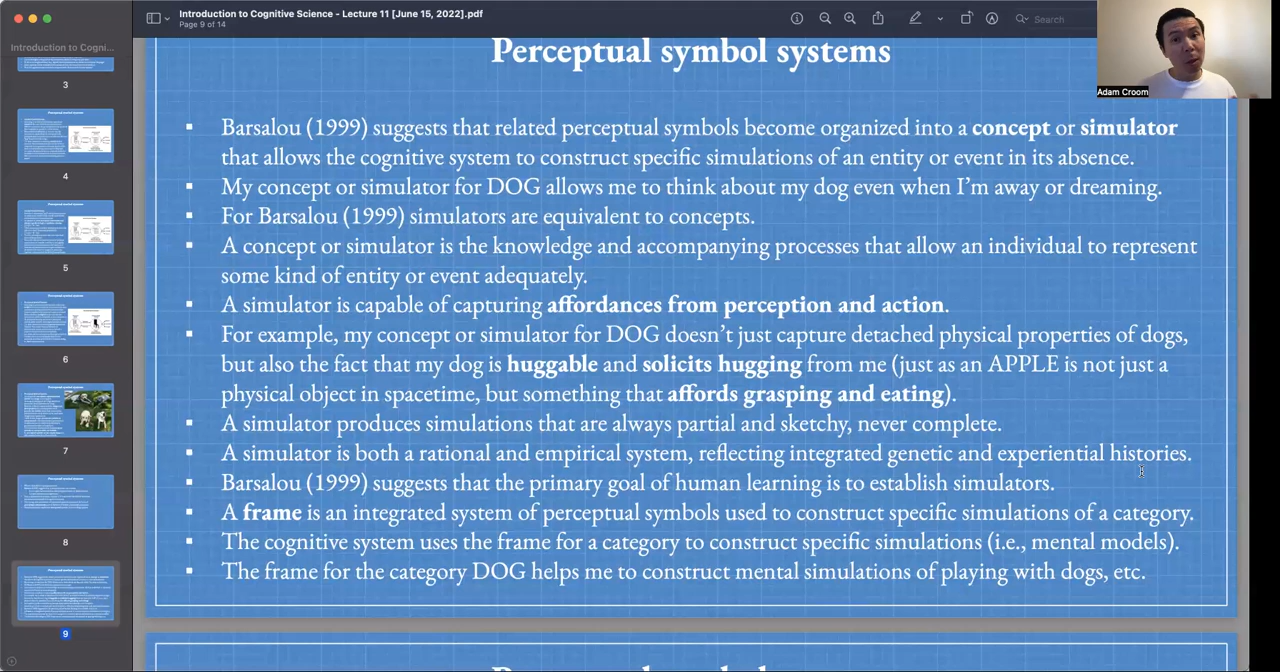 Introduction to Cognitive Science - Lecture 11 [June 15, 2022].pdf
Page 9 of 14
Search
Introduction to Cogni...
3
4
5
6
7
8
9
Adam Croom
Perceptual symbol systems
▪ Barsalou (1999) suggests that related perceptual symbols become organized into a concept or simulator
that allows the cognitive system to construct specific simulations of an entity or event in its absence.
▪ My concept or simulator for DOG allows me to think about my dog even when I'm away or dreaming.
▪ For Barsalou (1999) simulators are equivalent to concepts.
▪ A concept or simulator is the knowledge and accompanying processes that allow an individual to represent
some kind of entity or event adequately.
▪ A simulator is capable of capturing affordances from perception and action.
▪ For example, my concept or simulator for DOG doesn't just capture detached physical properties of dogs,
but also the fact that my dog is huggable and solicits hugging from me (just as an APPLE is not just a
physical object in spacetime, but something that affords grasping and eating).
▪ A simulator produces simulations that are always partial and sketchy, never complete.
▪ A simulator is both a rational and empirical system, reflecting integrated genetic and experiential histories.
▪ Barsalou (1999) suggests that the primary goal of human learning is to establish simulators.
▪ A frame is an integrated system of perceptual symbols used to construct specific simulations of a category.
▪ The cognitive system uses the frame for a category to construct specific simulations (i.e., mental models).
▪ The frame for the category DOG helps me to construct mental simulations of playing with dogs, etc.